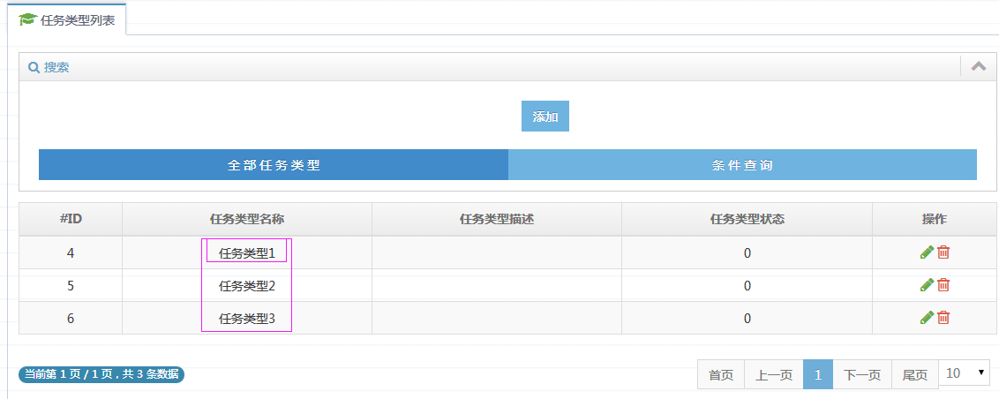 任务类型列表
搜索
添加
全部任务类型 条件查询
#ID 任务类型名称 任务类型描述 任务类型状态 操作
4 任务类型1 0
5 任务类型2 0
6 任务类型3 0
当前第 1 页 / 1 页，共 3 条数据 首页 上一页 1 下一页 尾页 10